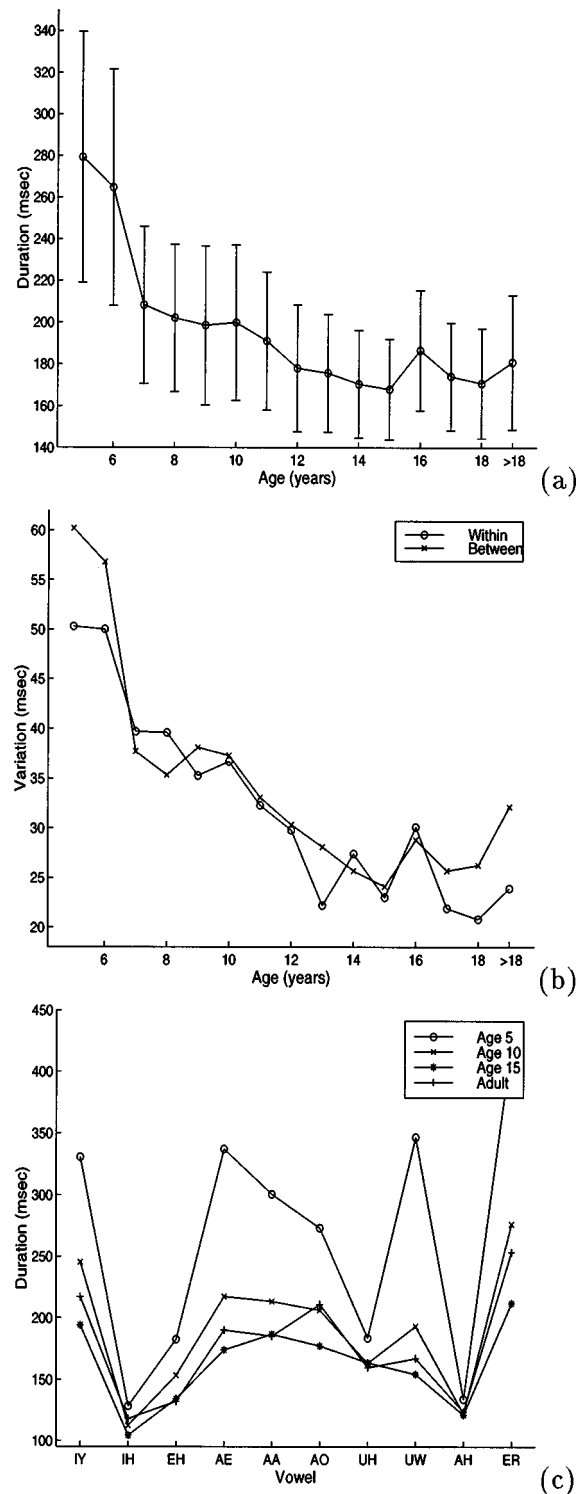 340
320
300
280
260
240
220
200
180
160
140
Duration (msec)
6 8 10 12 14 16 18 >18
Age (years)
(a)
Within
Between
60
55
50
45
40
35
30
25
20
Variation (msec)
6 8 10 12 14 16 18 >18
Age (years)
(b)
Age 5
Age 10
Age 15
Adult
450
400
350
300
250
200
150
100
Duration (msec)
IY IH EH AE AA AO UH UW AH ER
Vowel
(c)